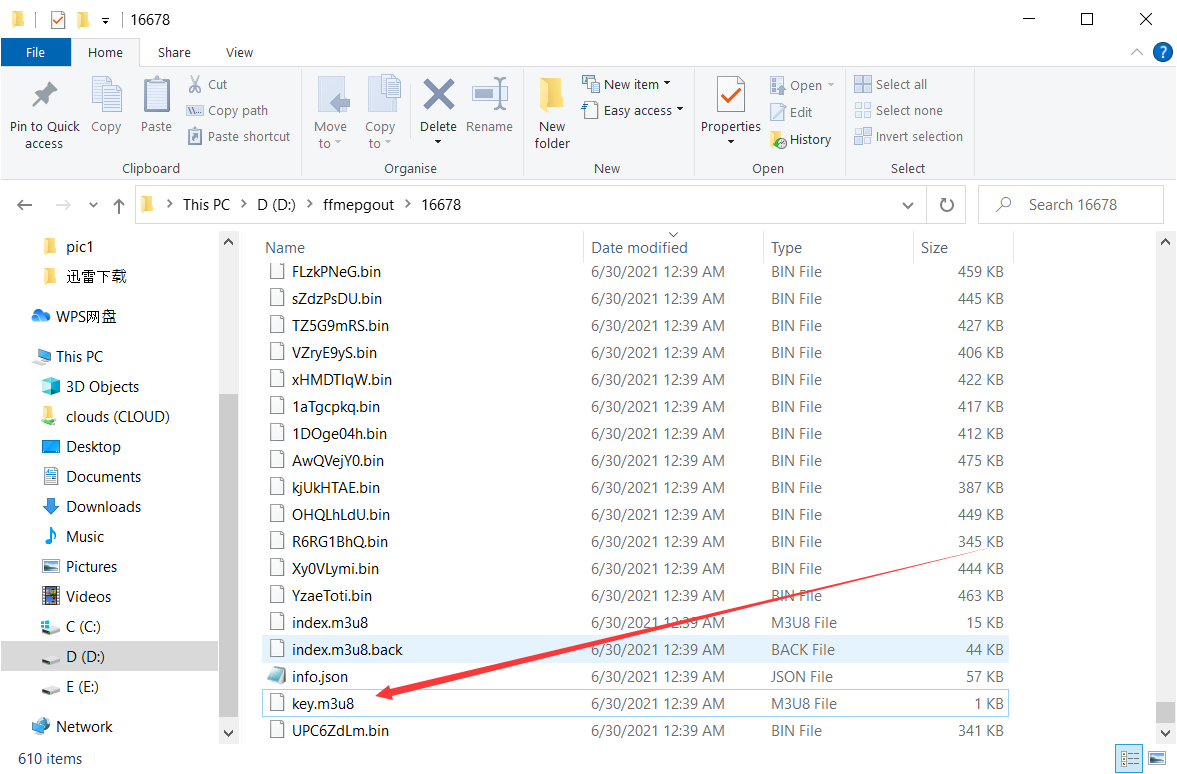 16678
File Home Share View
Pin to Quick access
Copy
Paste
Cut
Copy path
Paste shortcut
Clipboard
Move to
Copy to
Delete
Rename
Organise
New folder
New item
Easy access
New
Properties
Open
Edit
History
Open
Select all
Select none
Invert selection
Select
This PC > D (D:) > ffmepgout > 16678
Search 16678
pic1
迅雷下载
WPS网盘
This PC
3D Objects
clouds (CLOUD)
Desktop
Documents
Downloads
Music
Pictures
Videos
C (C:)
D (D:)
E (E:)
Network
Name Date modified Type Size
FLzkPNeG.bin 6/30/2021 12:39 AM BIN File 459 KB
sZdzPsDU.bin 6/30/2021 12:39 AM BIN File 445 KB
TZ5G9mRS.bin 6/30/2021 12:39 AM BIN File 427 KB
VZryE9yS.bin 6/30/2021 12:39 AM BIN File 406 KB
xHMDTIqW.bin 6/30/2021 12:39 AM BIN File 422 KB
1aTgcpkq.bin 6/30/2021 12:39 AM BIN File 417 KB
1DOge04h.bin 6/30/2021 12:39 AM BIN File 412 KB
AwQVejY0.bin 6/30/2021 12:39 AM BIN File 475 KB
kjUkHTAE.bin 6/30/2021 12:39 AM BIN File 387 KB
OHQLhLdU.bin 6/30/2021 12:39 AM BIN File 449 KB
R6RG1BhQ.bin 6/30/2021 12:39 AM BIN File 345 KB
Xy0VLymi.bin 6/30/2021 12:39 AM BIN File 444 KB
YzaeToti.bin 6/30/2021 12:39 AM BIN File 463 KB
index.m3u8 6/30/2021 12:39 AM M3U8 File 15 KB
index.m3u8.back 6/30/2021 12:39 AM BACK File 44 KB
info.json 6/30/2021 12:39 AM JSON File 57 KB
key.m3u8 6/30/2021 12:39 AM M3U8 File 1 KB
UPC6ZdLm.bin 6/30/2021 12:39 AM BIN File 341 KB
610 items